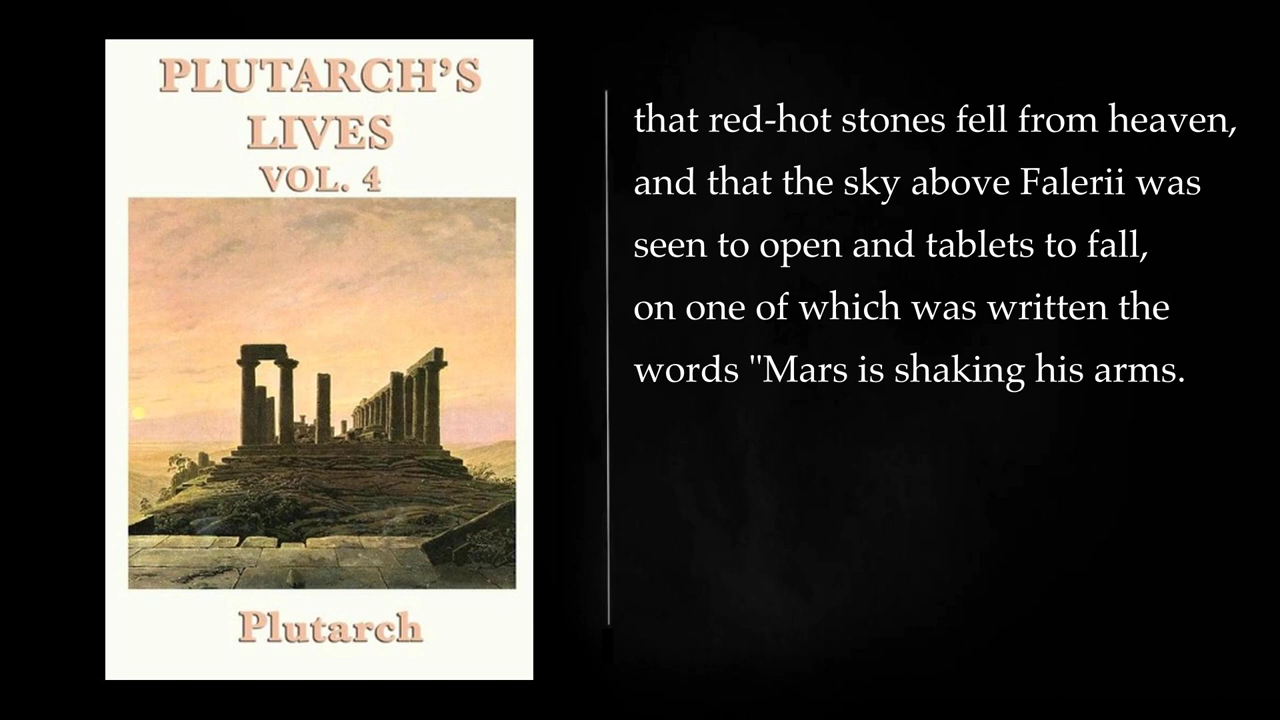 PLUTARCH'S
LIVES
VOL. 4
Plutarch
that red-hot stones fell from heaven,
and that the sky above Falerii was
seen to open and tablets to fall,
on one of which was written the
words "Mars is shaking his arms.